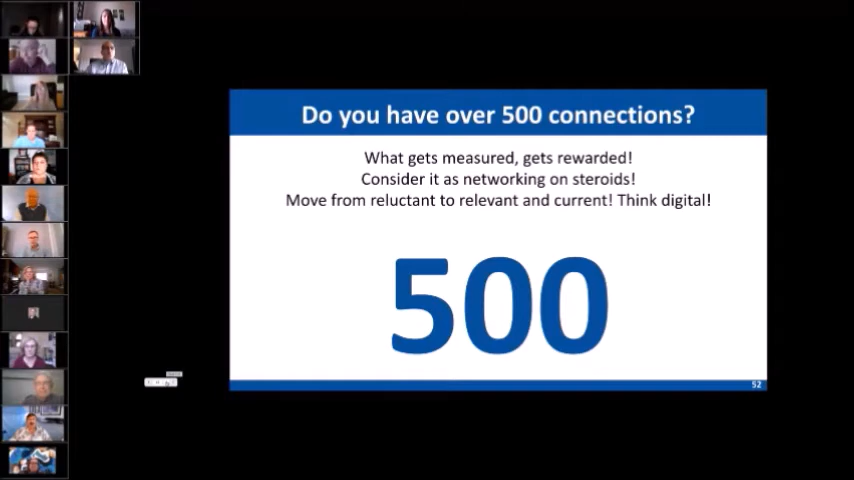 Do you have over 500 connections?
What gets measured, gets rewarded!
Consider it as networking on steroids!
Move from reluctant to relevant and current! Think digital!
500
52